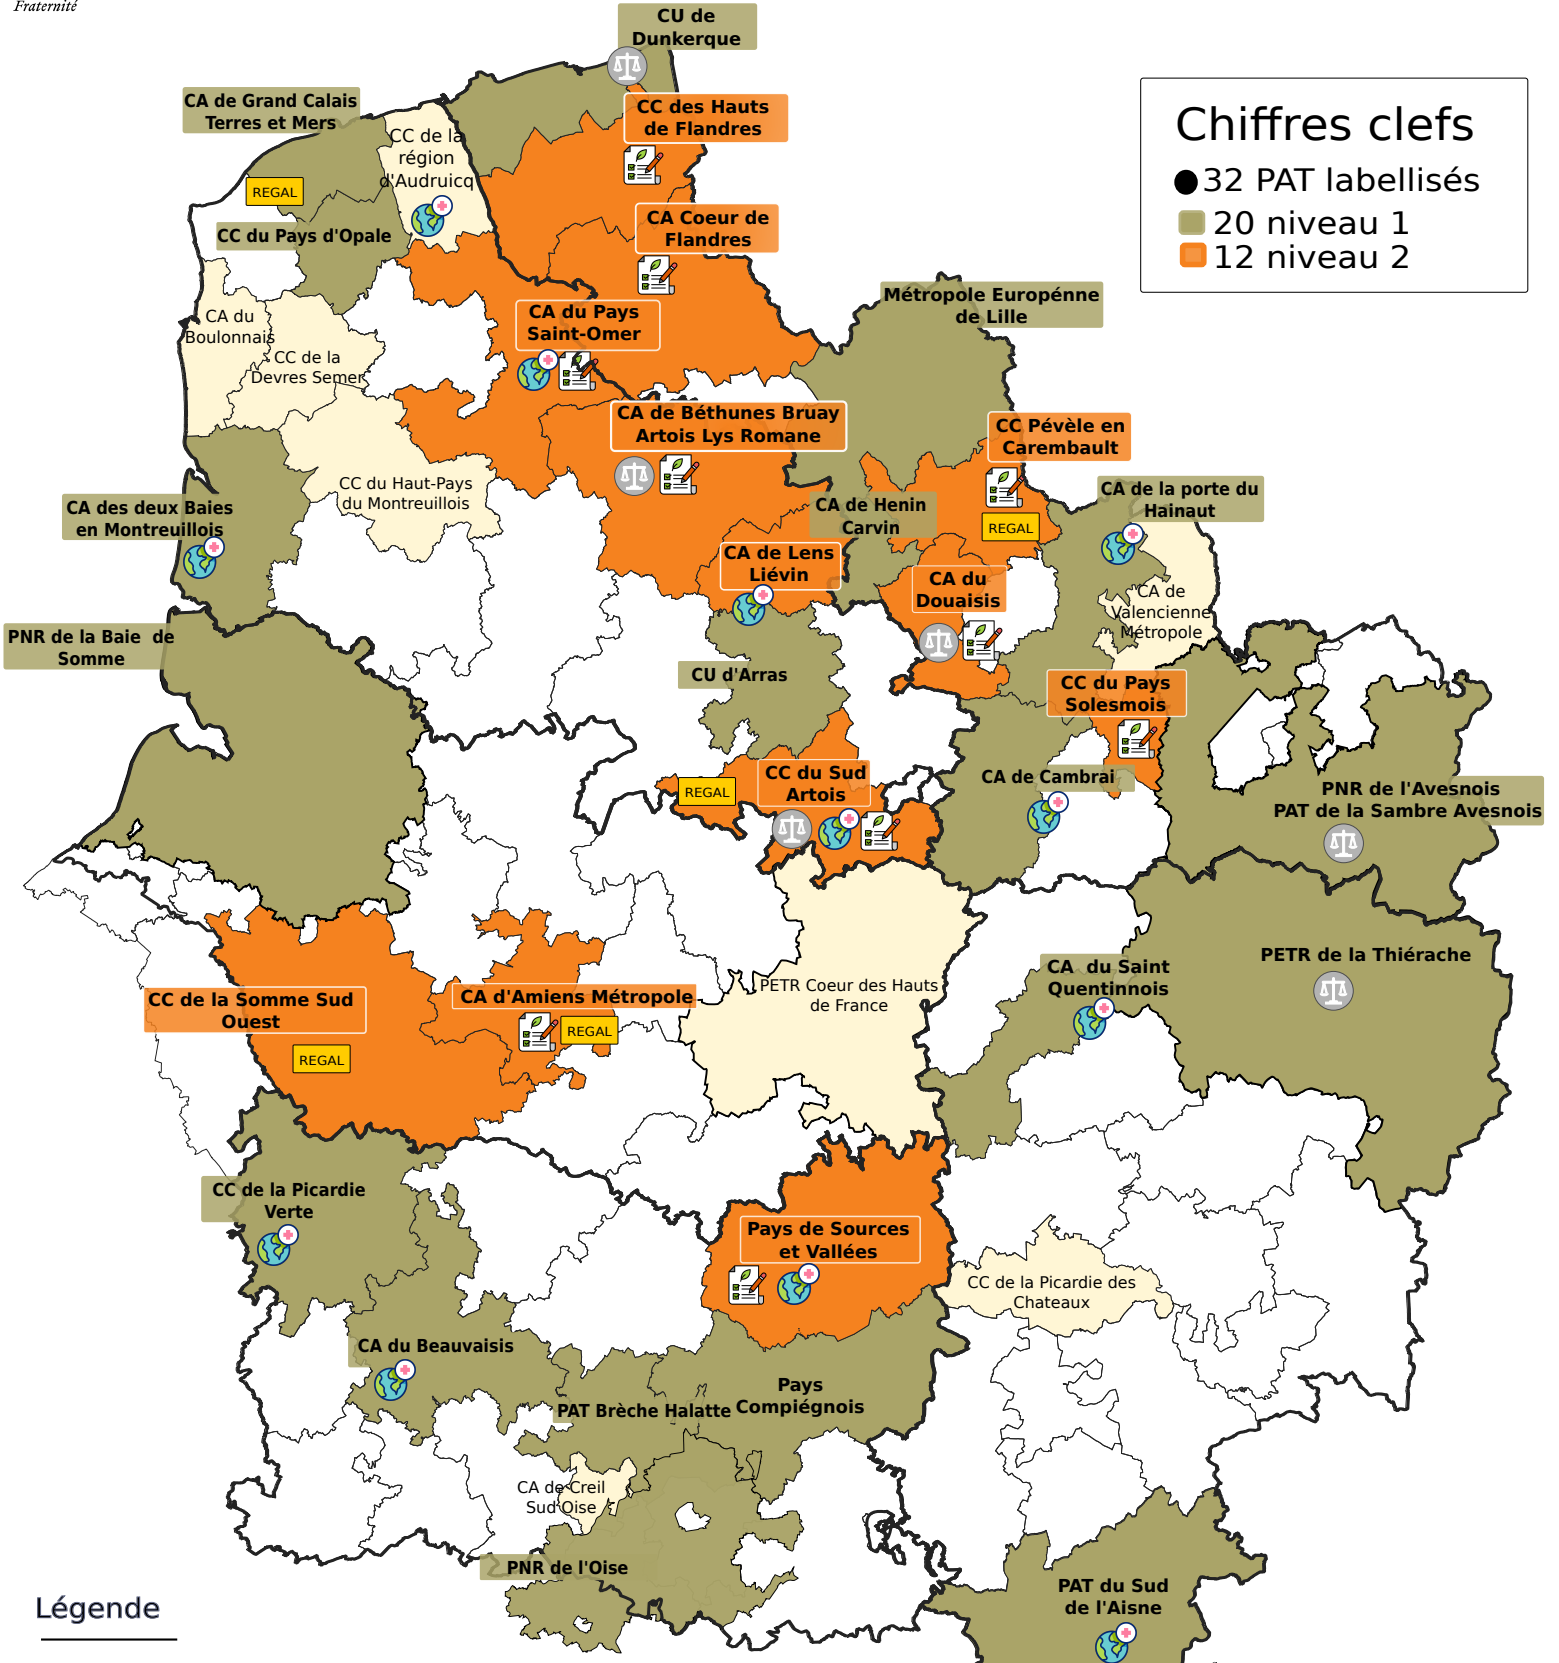 Fraternité
CU de
Dunkerque
CA de Grand Calais
Terres et Mers
CC des Hauts
de Flandres
Chiffres clefs
32 PAT labellisés
20 niveau 1
12 niveau 2
CC de la
région
d'Audruicq
REGAL
CC du Pays d'Opale
CA Coeur de
Flandres
Métropole Europénne
de Lille
CA du
Boulonnais
CA du Pays
Saint-Omer
CC de la
Devres Semer
CA de Béthunes Bruay
Artois Lys Romane
CC Pévèle en
Carembault
CC du Haut-Pays
du Montreuillois
CA des deux Baies
en Montreuillois
CA de Henin
Carvin
REGAL
CA de la porte du
Hainaut
CA de Lens
Liévin
CA du
Douaisis
CA de
Valencienne
Métropole
PNR de la Baie  de
Somme
CU d'Arras
CC du Pays
Solesmois
CC du Sud
Artois
REGAL
CA de Cambrai
PNR de l'Avesnois
PAT de la Sambre Avesnois
PETR de la Thiérache
CA  du Saint
Quentinnois
PETR Coeur des Hauts
de France
CC de la Somme Sud
Ouest
CA d'Amiens Métropole
REGAL
REGAL
CC de la Picardie
Verte
Pays de Sources
et Vallées
CC de la Picardie des
Chateaux
CA du Beauvaisis
Pays
Compiégnois
PAT Brèche Halatte
CA de Creil
Sud Oise
PNR de l'Oise
PAT du Sud
de l'Aisne
Légende